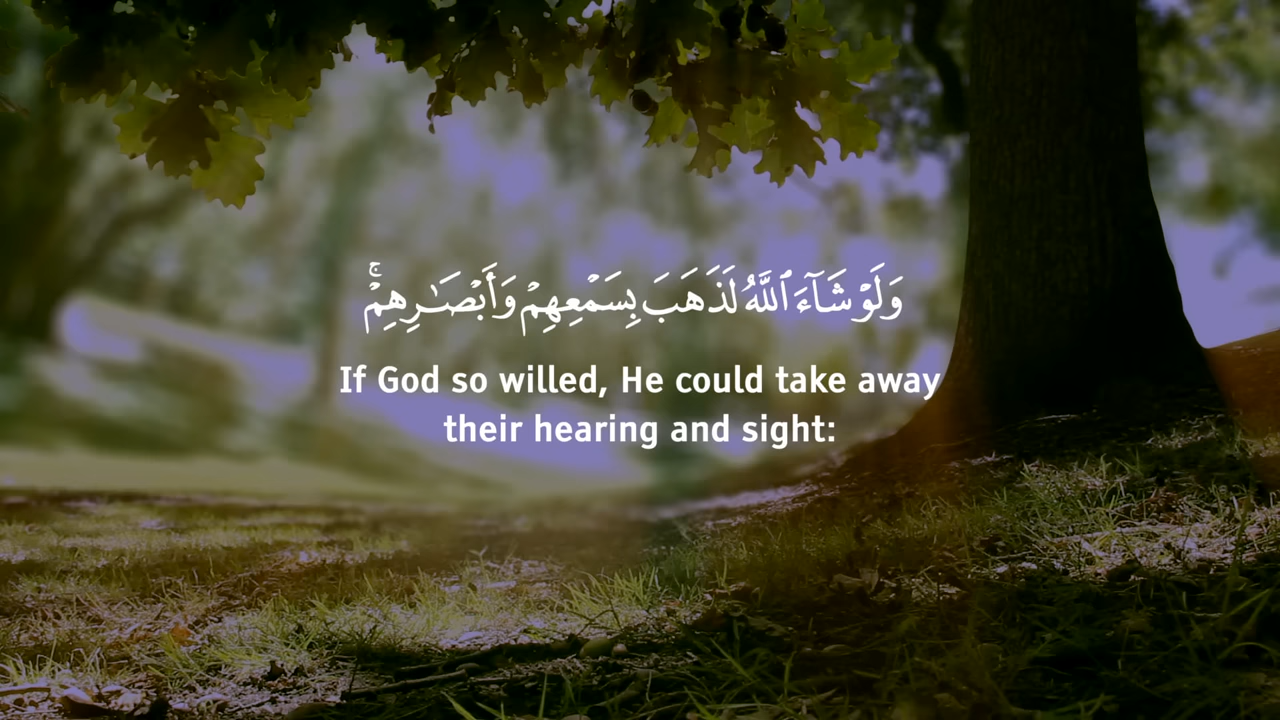 وَلَوْ شَآءَ ٱللَّهُ لَذَهَبَ بِسَمْعِهِمْ وَأَبْصَـٰرِهِمْ ۚ
If God so willed, He could take away
their hearing and sight: